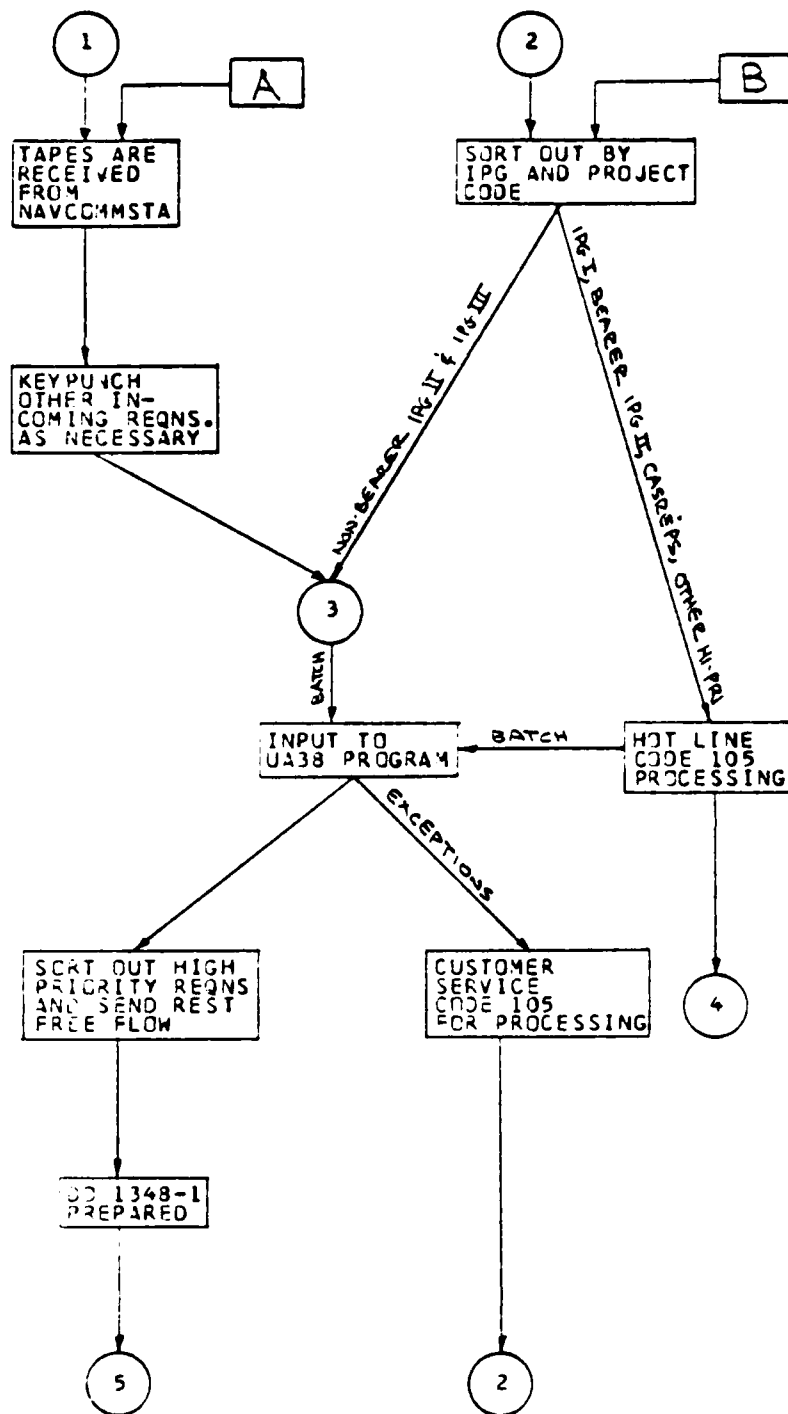 1
2
A
B
TAPES ARE
RECEIVED
FROM
NAVCOMMSTA
SORT OUT BY
IPG AND PROJECT
CODE
NON-BEARER IPG II & IPG III
IPG I, BEARER IPG II, CASREPS, OTHER HI-PRI
KEYPUNCH
OTHER IN-
COMING REQNS.
AS NECESSARY
3
BATCH
INPUT TO
UA38 PROGRAM
BATCH
HOT LINE
CODE 105
PROCESSING
EXCEPTIONS
SORT OUT HIGH
PRIORITY REQNS
AND SEND REST
FREE FLOW
CUSTOMER
SERVICE
CODE 105
FOR PROCESSING
4
DD 1348-1
PREPARED
5
2